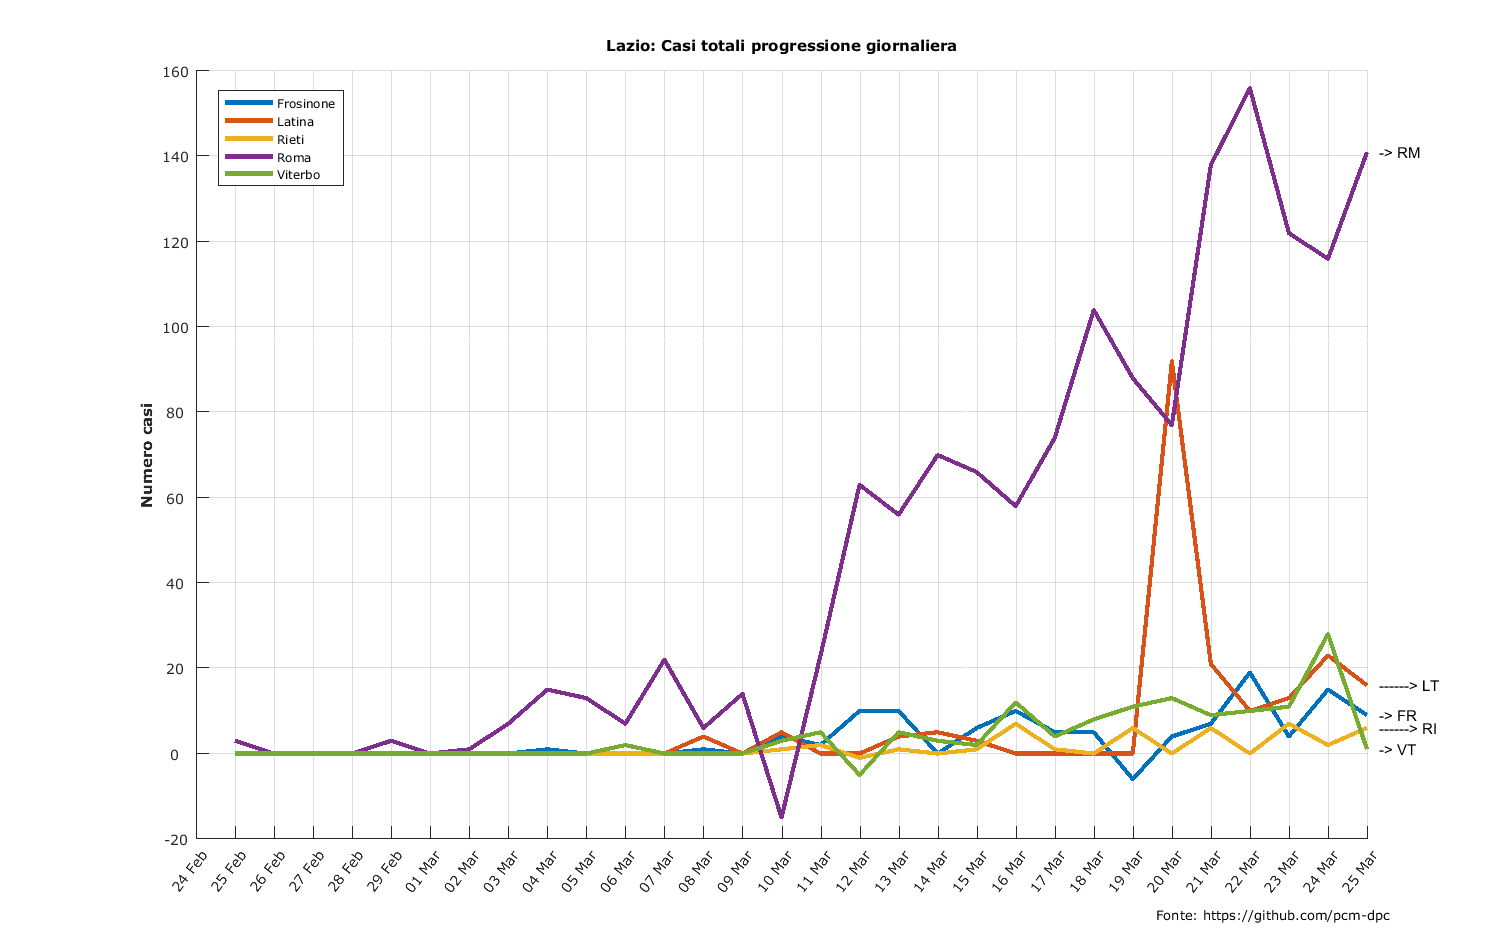 Lazio: Casi totali progressione giornaliera
Numero casi
160
140
120
100
80
60
40
20
0
-20
Frosinone
Latina
Rieti
Roma
Viterbo
-> RM
------> LT
-> FR
------> RI
-> VT
24 Feb
25 Feb
26 Feb
27 Feb
28 Feb
29 Feb
01 Mar
02 Mar
03 Mar
04 Mar
05 Mar
06 Mar
07 Mar
08 Mar
09 Mar
10 Mar
11 Mar
12 Mar
13 Mar
14 Mar
15 Mar
16 Mar
17 Mar
18 Mar
19 Mar
20 Mar
21 Mar
22 Mar
23 Mar
24 Mar
25 Mar
Fonte: https://github.com/pcm-dpc